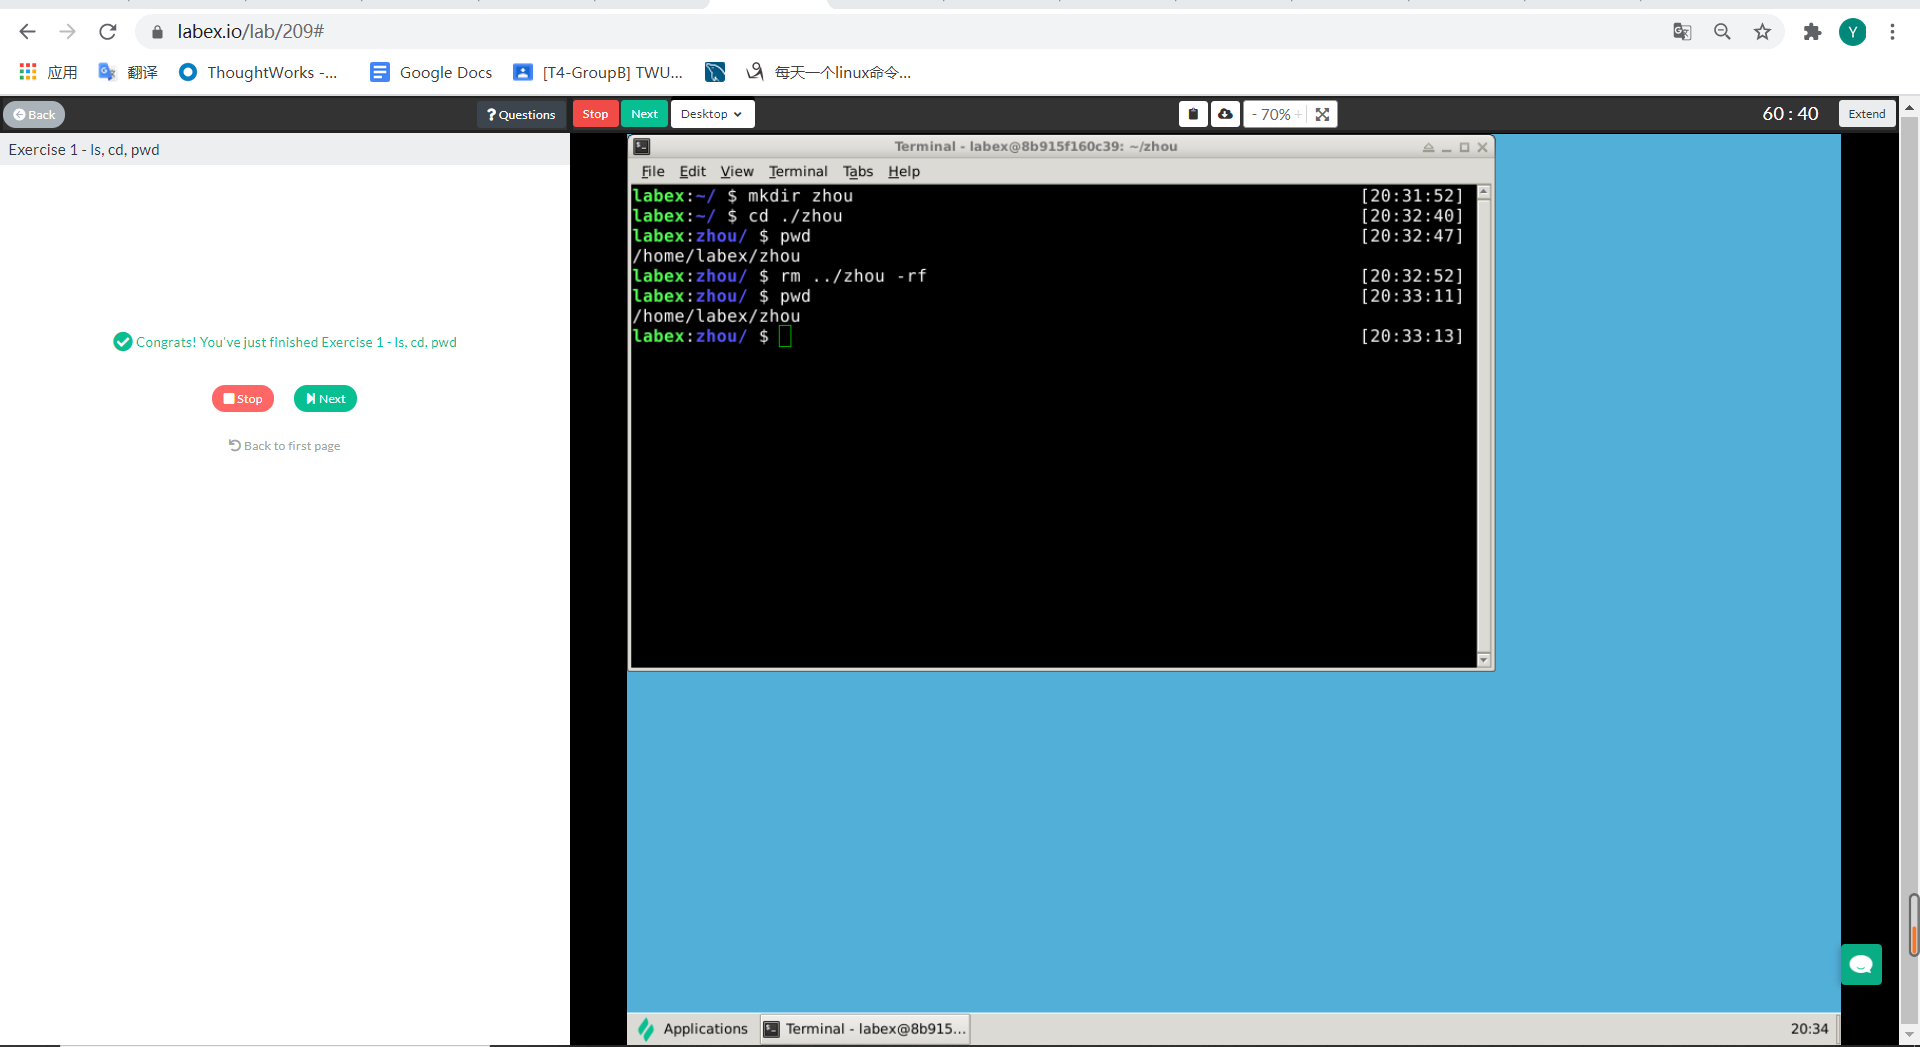 labex.io/lab/209#
Y
应用
翻译
ThoughtWorks -...
Google Docs
[T4-GroupB] TWU...
每天一个linux命令...
Back
? Questions
Stop
Next
Desktop
- 70% +
60 : 40
Extend
Exercise 1 - ls, cd, pwd
Terminal - labex@8b915f160c39: ~/zhou
File Edit View Terminal Tabs Help
labex:~/ $ mkdir zhou [20:31:52]
labex:~/ $ cd ./zhou [20:32:40]
labex:zhou/ $ pwd [20:32:47]
/home/labex/zhou
labex:zhou/ $ rm ../zhou -rf [20:32:52]
labex:zhou/ $ pwd [20:33:11]
/home/labex/zhou
labex:zhou/ $ [20:33:13]
Congrats! You've just finished Exercise 1 - ls, cd, pwd
Stop
Next
Back to first page
Applications
Terminal - labex@8b915...
20:34